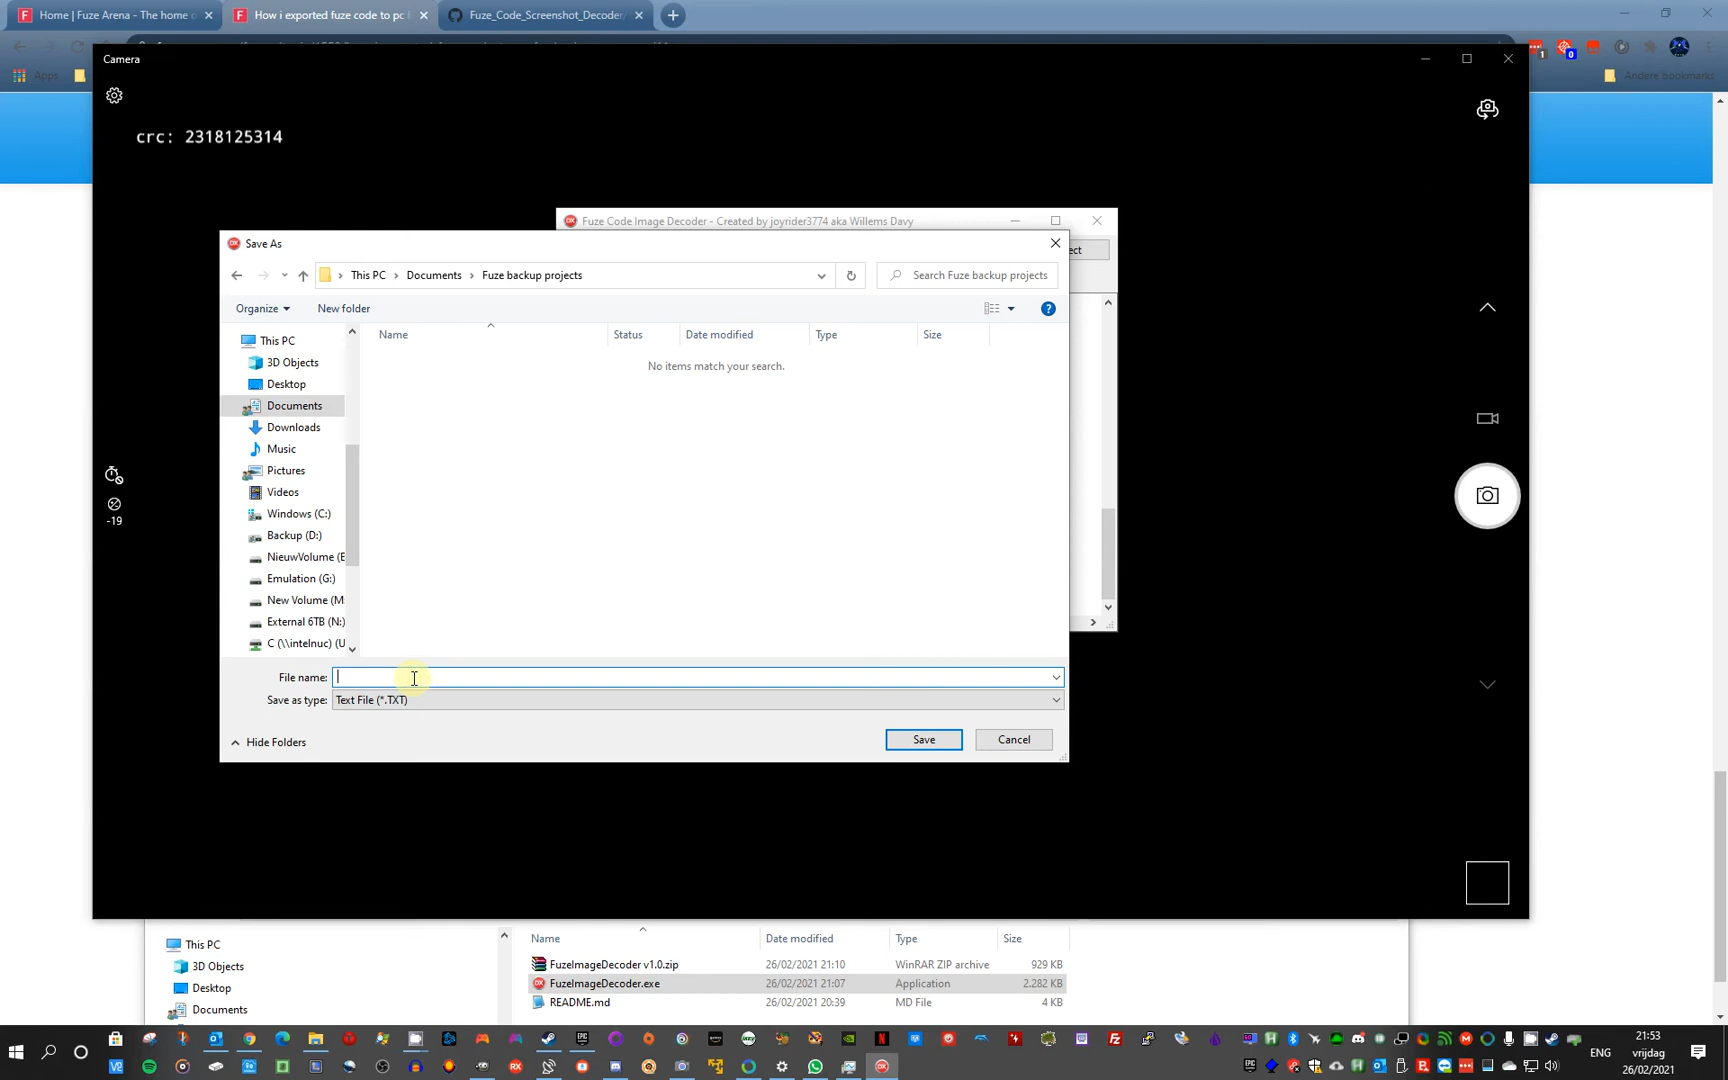 Home | Fuze Arena - The home o
How i exported fuze code to pc
Fuze_Code_Screenshot_Decoder/
Apps
Andere bookmarks
Camera
crc: 2318125314
Fuze Code Image Decoder - Created by joyrider3774 aka Willems Davy
Save As
This PC
Documents
Fuze backup projects
Search Fuze backup projects
Organize
New folder
Name
Status
Date modified
Type
Size
No items match your search.
This PC
3D Objects
Desktop
Documents
Downloads
Music
Pictures
Videos
Windows (C:)
Backup (D:)
NieuwVolume (E
Emulation (G:)
New Volume (M:
External 6TB (N:)
C (\\intelnuc) (U
-19
File name:
Save as type:
Text File (*.TXT)
Hide Folders
Save
Cancel
This PC
3D Objects
Desktop
Documents
Name
Date modified
Type
Size
FuzeImageDecoder v1.0.zip
26/02/2021 21:10
WinRAR ZIP archive
929 KB
FuzeImageDecoder.exe
26/02/2021 21:07
Application
2.282 KB
README.md
26/02/2021 20:39
MD File
4 KB
ENG
21:53
vrijdag
26/02/2021